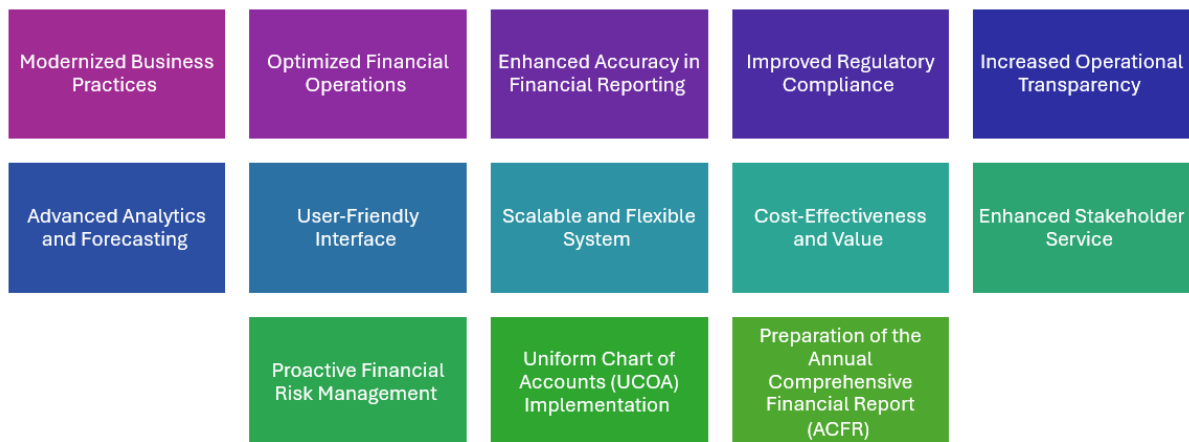 Modernized Business
Practices
Optimized Financial
Operations
Enhanced Accuracy in
Financial Reporting
Improved Regulatory
Compliance
Increased Operational
Transparency
Advanced Analytics
and Forecasting
User-Friendly
Interface
Scalable and Flexible
System
Cost-Effectiveness
and Value
Enhanced Stakeholder
Service
Proactive Financial
Risk Management
Uniform Chart of
Accounts (UCOA)
Implementation
Preparation of the
Annual
Comprehensive
Financial Report
(ACFR)